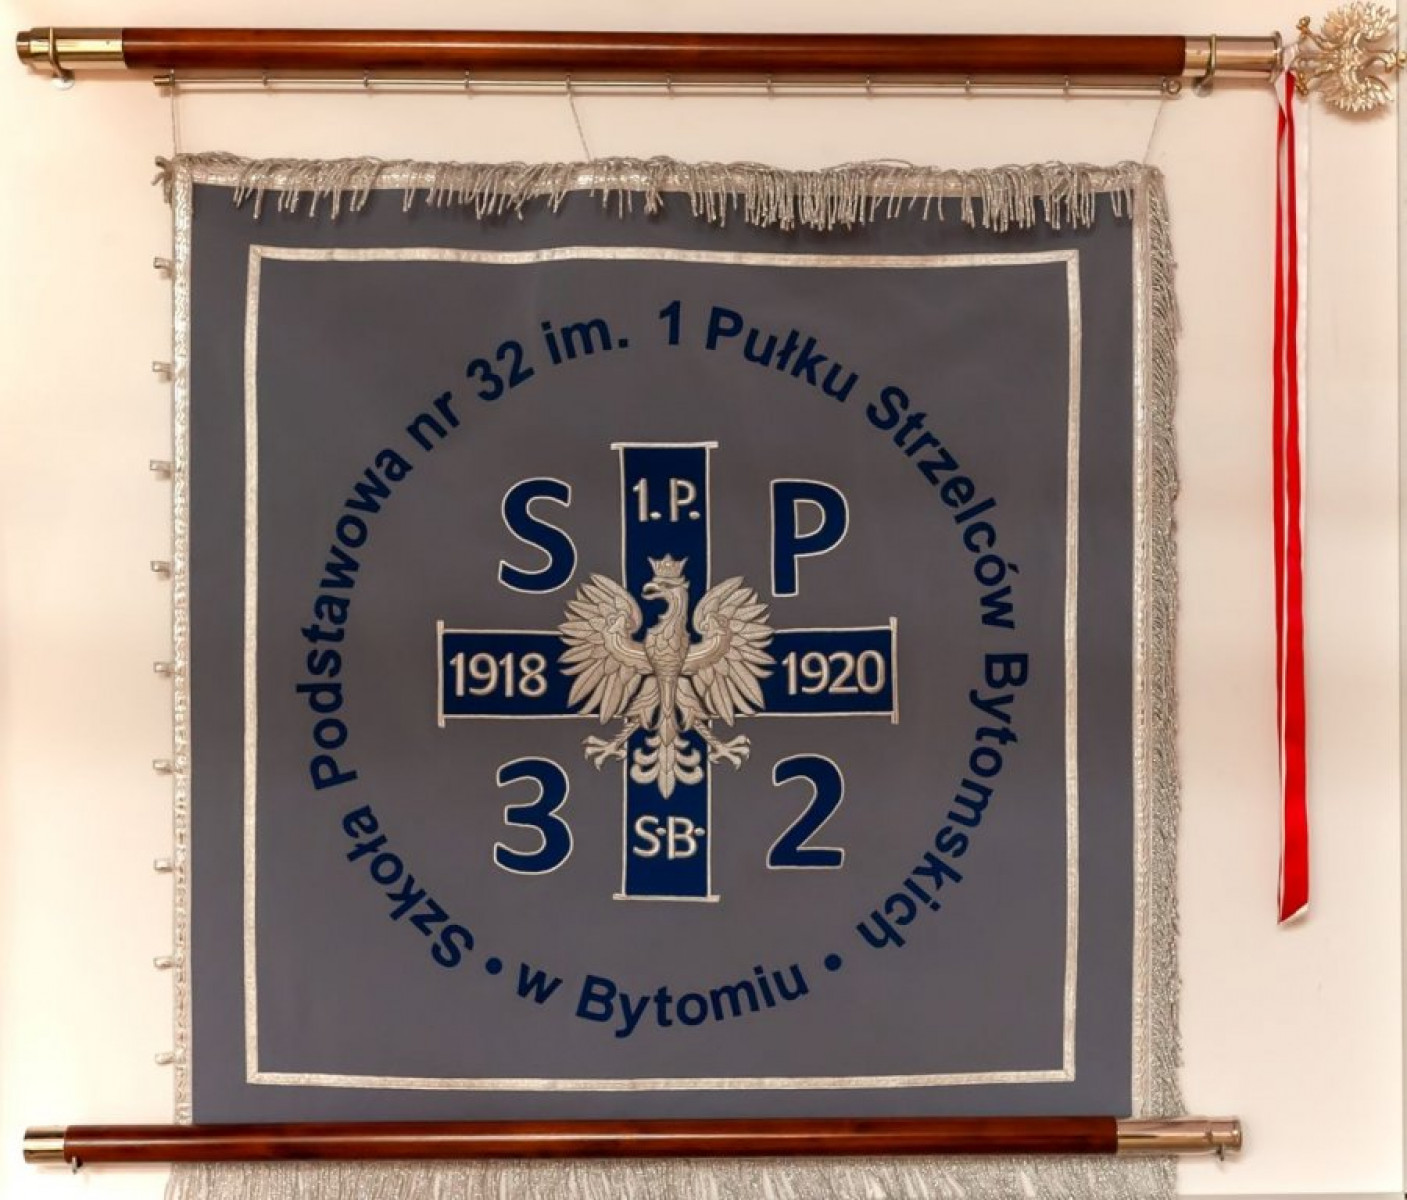 Szkoła Podstawowa nr 32 im. 1 Pułku Strzelców Bytomskich
• w Bytomiu •
S P
1.P.
1918 1920
3 2
S·B·